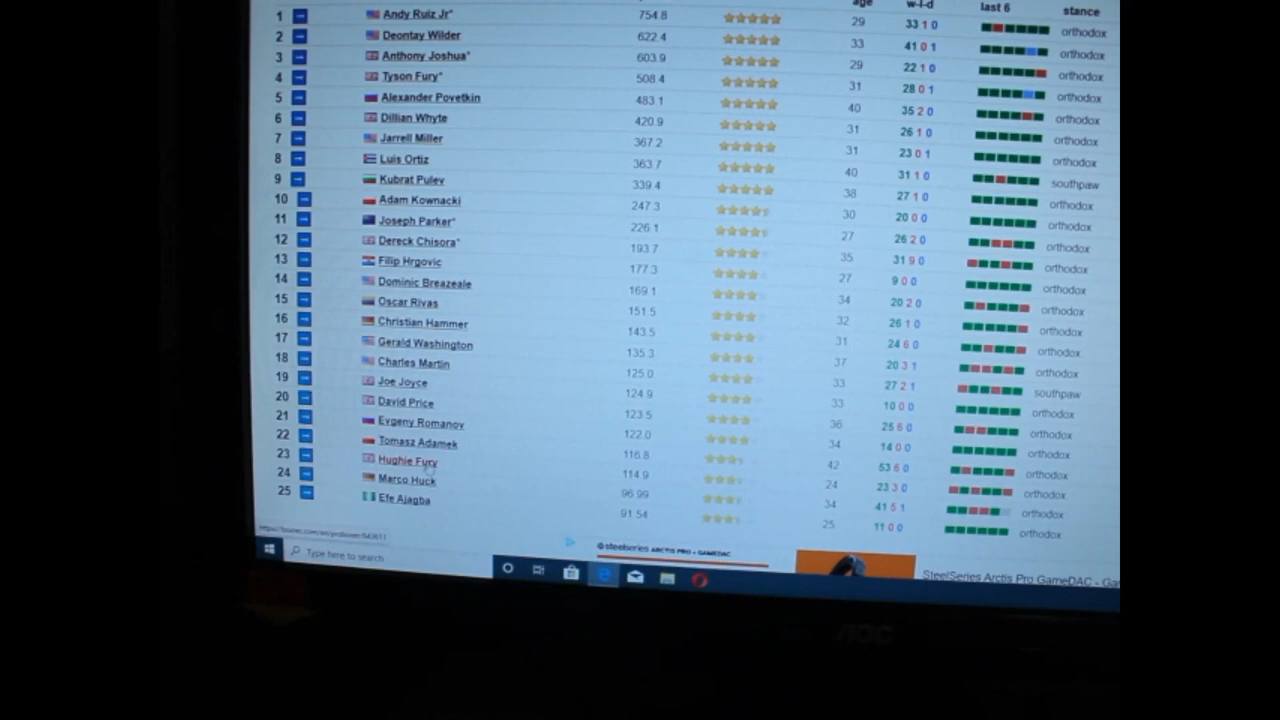 age w-l-d last 6 stance
1 Andy Ruiz Jr* 754.8 29 33 1 0 orthodox
2 Deontay Wilder 622.4 33 41 0 1 orthodox
3 Anthony Joshua* 603.9 29 22 1 0 orthodox
4 Tyson Fury* 508.4 31 28 0 1 orthodox
5 Alexander Povetkin 483.1 40 35 2 0 orthodox
6 Dillian Whyte 420.9 31 26 1 0 orthodox
7 Jarrell Miller 367.2 31 23 0 1 orthodox
8 Luis Ortiz 363.7 40 31 1 0 southpaw
9 Kubrat Pulev 339.4 38 27 1 0 orthodox
10 Adam Kownacki 247.3 30 20 0 0 orthodox
11 Joseph Parker* 226.1 27 26 2 0 orthodox
12 Dereck Chisora* 193.7 35 31 9 0 orthodox
13 Filip Hrgovic 177.3 27 9 0 0 orthodox
14 Dominic Breazeale 169.1 34 20 2 0 orthodox
15 Oscar Rivas 151.5 32 26 1 0 orthodox
16 Christian Hammer 143.5 31 24 6 0 orthodox
17 Gerald Washington 135.3 37 20 3 1 orthodox
18 Charles Martin 125.0 33 27 2 1 southpaw
19 Joe Joyce 124.9 33 10 0 0 orthodox
20 David Price 123.5 36 25 6 0 orthodox
21 Evgeny Romanov 122.0 34 14 0 0 orthodox
22 Tomasz Adamek 116.8 42 53 6 0 orthodox
23 Hughie Fury 114.9 24 23 3 0 orthodox
24 Marco Huck 96.99 34 41 5 1 orthodox
25 Efe Ajagba 91.54 25 11 0 0 orthodox
steelseries ARCTIS PRO + GAMEDAC
SteelSeries Arctis Pro GameDAC -
Type here to search
AOC